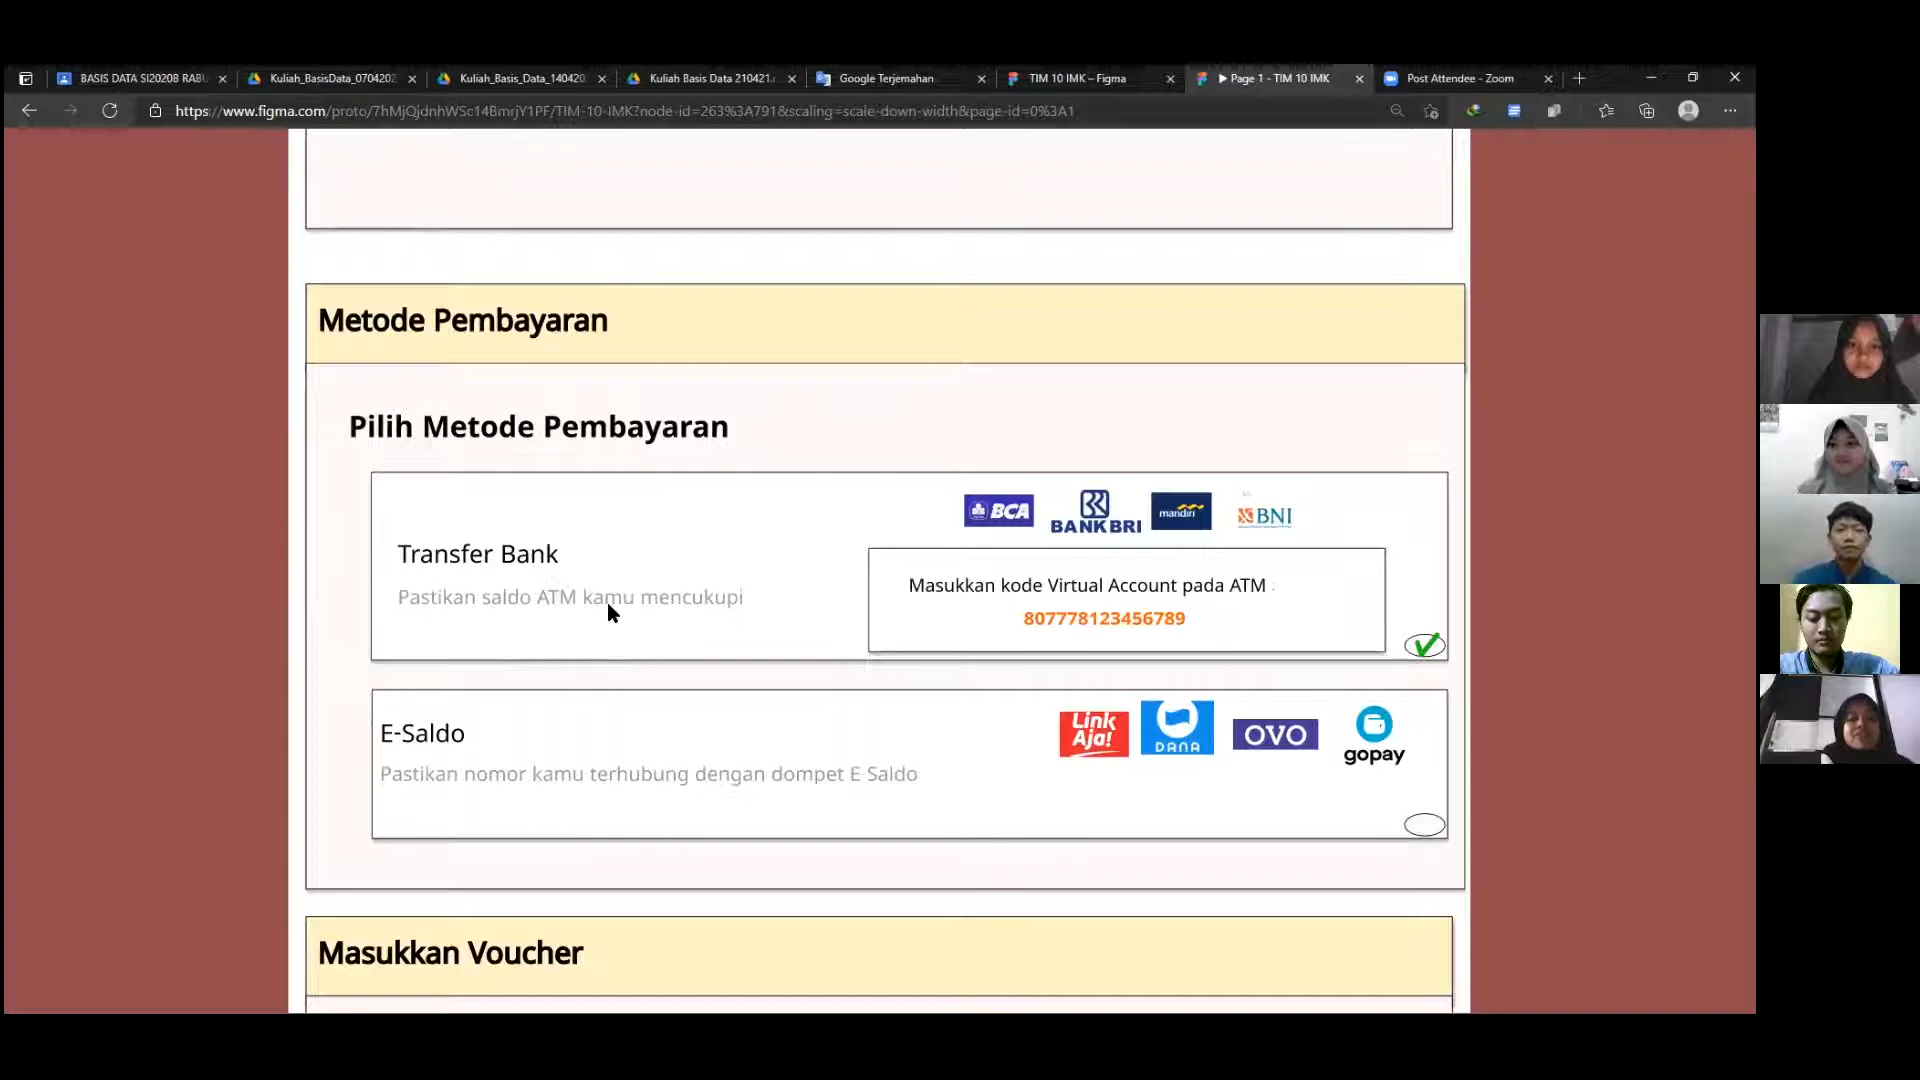 BASIS DATA SI2020B RABU
Kuliah_BasisData_0704202
Kuliah_Basis_Data_140420
Kuliah Basis Data 210421.
Google Terjemahan
TIM 10 IMK – Figma
Page 1 - TIM 10 IMK
Post Attendee - Zoom
https://www.figma.com/proto/7hMjQjdnhWSc14BmrjY1PF/TIM-10-IMK?node-id=263%3A791&scaling=scale-down-width&page-id=0%3A1
Metode Pembayaran
Pilih Metode Pembayaran
BCA
BANK BRI
mandiri
BNI
Transfer Bank
Pastikan saldo ATM kamu mencukupi
Masukkan kode Virtual Account pada ATM
807778123456789
E-Saldo
Pastikan nomor kamu terhubung dengan dompet E Saldo
Link
Aja!
DANA
OVO
gopay
Masukkan Voucher